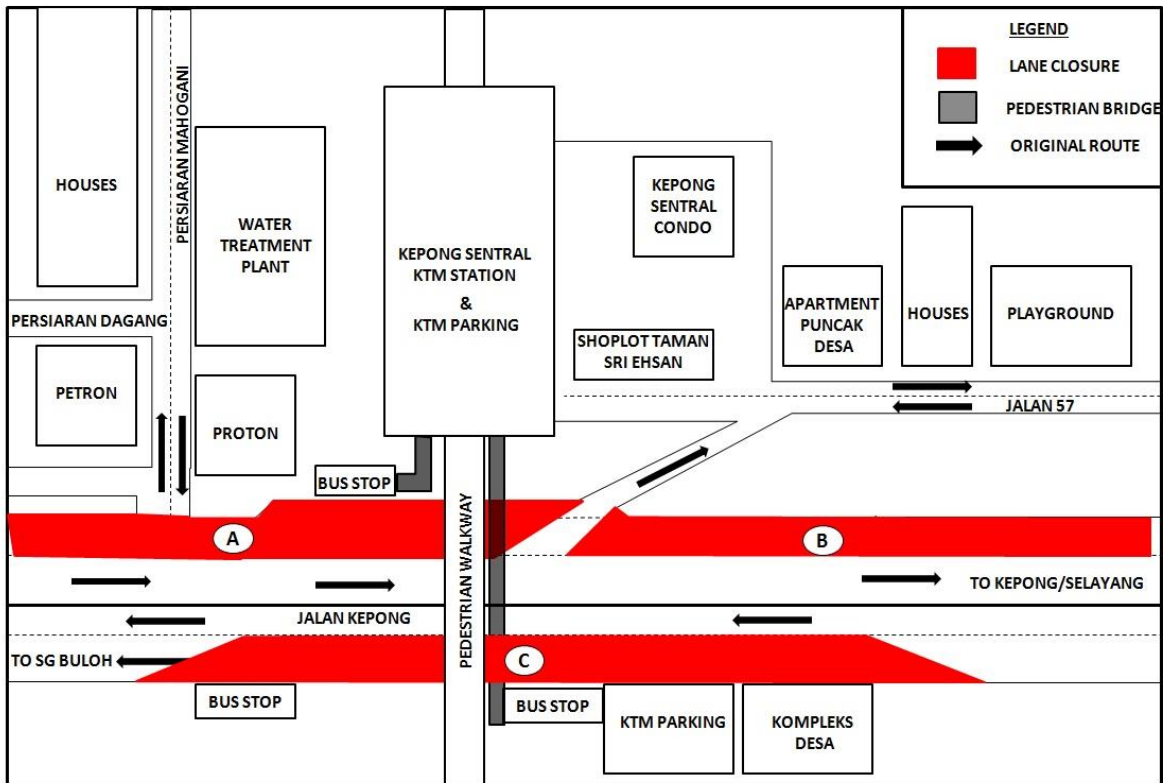 LEGEND
LANE CLOSURE
PEDESTRIAN BRIDGE
ORIGINAL ROUTE
HOUSES
PERSIARAN MAHOGANI
WATER
TREATMENT
PLANT
KEPONG SENTRAL
KTM STATION
&
KTM PARKING
KEPONG
SENTRAL
CONDO
APARTMENT
PUNCAK
DESA
HOUSES
PLAYGROUND
PERSIARAN DAGANG
SHOPLOT TAMAN
SRI EHSAN
PETRON
PROTON
JALAN 57
BUS STOP
PEDESTRIAN WALKWAY
A
B
TO KEPONG/SELAYANG
JALAN KEPONG
TO SG BULOH
C
BUS STOP
BUS STOP
KTM PARKING
KOMPLEKS
DESA